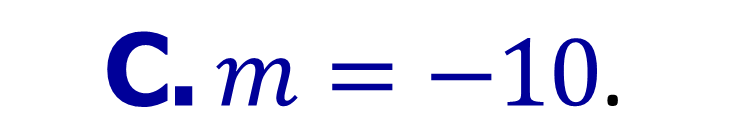 C. m = −10.